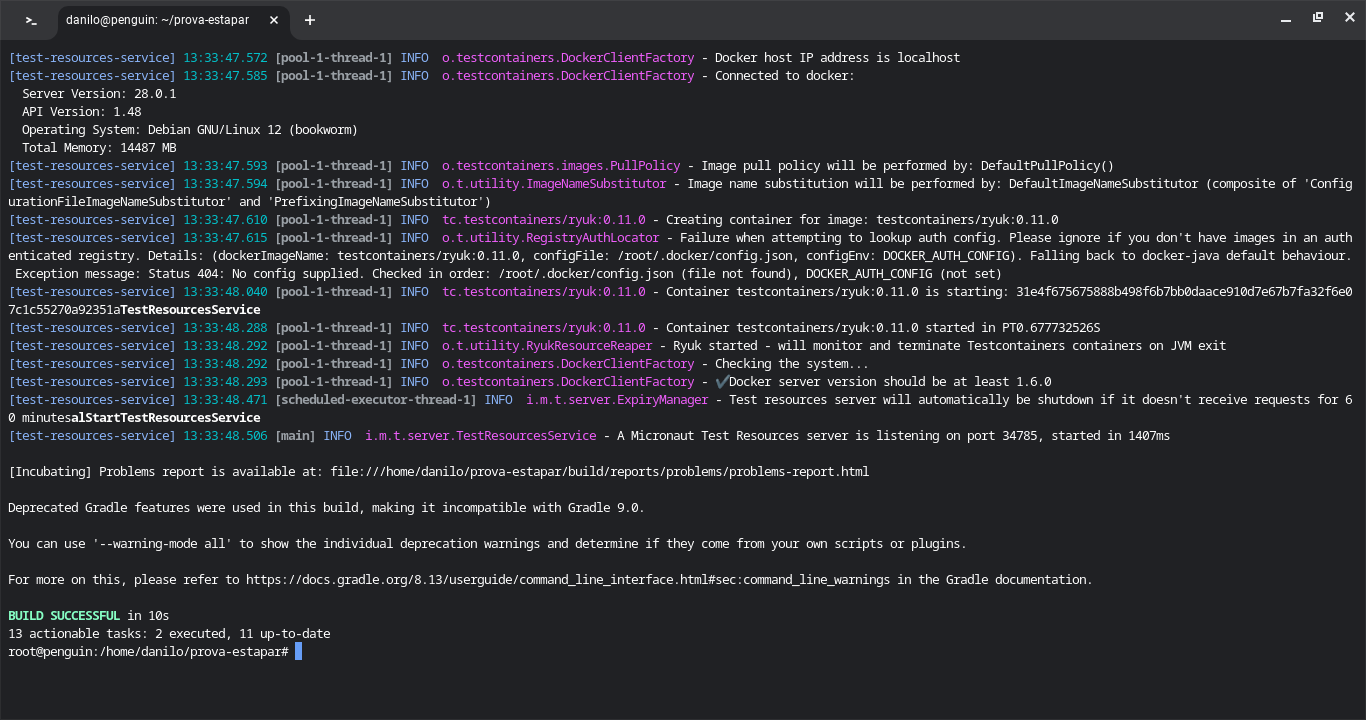 danilo@penguin: ~/prova-estapar
[test-resources-service] 13:33:47.572 [pool-1-thread-1] INFO  o.testcontainers.DockerClientFactory - Docker host IP address is localhost
[test-resources-service] 13:33:47.585 [pool-1-thread-1] INFO  o.testcontainers.DockerClientFactory - Connected to docker:
  Server Version: 28.0.1
  API Version: 1.48
  Operating System: Debian GNU/Linux 12 (bookworm)
  Total Memory: 14487 MB
[test-resources-service] 13:33:47.593 [pool-1-thread-1] INFO  o.testcontainers.images.PullPolicy - Image pull policy will be performed by: DefaultPullPolicy()
[test-resources-service] 13:33:47.594 [pool-1-thread-1] INFO  o.t.utility.ImageNameSubstitutor - Image name substitution will be performed by: DefaultImageNameSubstitutor (composite of 'Config
urationFileImageNameSubstitutor' and 'PrefixingImageNameSubstitutor')
[test-resources-service] 13:33:47.610 [pool-1-thread-1] INFO  tc.testcontainers/ryuk:0.11.0 - Creating container for image: testcontainers/ryuk:0.11.0
[test-resources-service] 13:33:47.615 [pool-1-thread-1] INFO  o.t.utility.RegistryAuthLocator - Failure when attempting to lookup auth config. Please ignore if you don't have images in an auth
enticated registry. Details: (dockerImageName: testcontainers/ryuk:0.11.0, configFile: /root/.docker/config.json, configEnv: DOCKER_AUTH_CONFIG). Falling back to docker-java default behaviour.
 Exception message: Status 404: No config supplied. Checked in order: /root/.docker/config.json (file not found), DOCKER_AUTH_CONFIG (not set)
[test-resources-service] 13:33:48.040 [pool-1-thread-1] INFO  tc.testcontainers/ryuk:0.11.0 - Container testcontainers/ryuk:0.11.0 is starting: 31e4f675675888b498f6b7bb0daace910d7e67b7fa32f6e0
7c1c55270a92351aTestResourcesService
[test-resources-service] 13:33:48.288 [pool-1-thread-1] INFO  tc.testcontainers/ryuk:0.11.0 - Container testcontainers/ryuk:0.11.0 started in PT0.677732526S
[test-resources-service] 13:33:48.292 [pool-1-thread-1] INFO  o.t.utility.RyukResourceReaper - Ryuk started - will monitor and terminate Testcontainers containers on JVM exit
[test-resources-service] 13:33:48.292 [pool-1-thread-1] INFO  o.testcontainers.DockerClientFactory - Checking the system...
[test-resources-service] 13:33:48.293 [pool-1-thread-1] INFO  o.testcontainers.DockerClientFactory - ✔️Docker server version should be at least 1.6.0
[test-resources-service] 13:33:48.471 [scheduled-executor-thread-1] INFO  i.m.t.server.ExpiryManager - Test resources server will automatically be shutdown if it doesn't receive requests for 6
0 minutesalStartTestResourcesService
[test-resources-service] 13:33:48.506 [main] INFO  i.m.t.server.TestResourcesService - A Micronaut Test Resources server is listening on port 34785, started in 1407ms
[Incubating] Problems report is available at: file:///home/danilo/prova-estapar/build/reports/problems/problems-report.html
Deprecated Gradle features were used in this build, making it incompatible with Gradle 9.0.
You can use '--warning-mode all' to show the individual deprecation warnings and determine if they come from your own scripts or plugins.
For more on this, please refer to https://docs.gradle.org/8.13/userguide/command_line_interface.html#sec:command_line_warnings in the Gradle documentation.
BUILD SUCCESSFUL in 10s
13 actionable tasks: 2 executed, 11 up-to-date
root@penguin:/home/danilo/prova-estapar#